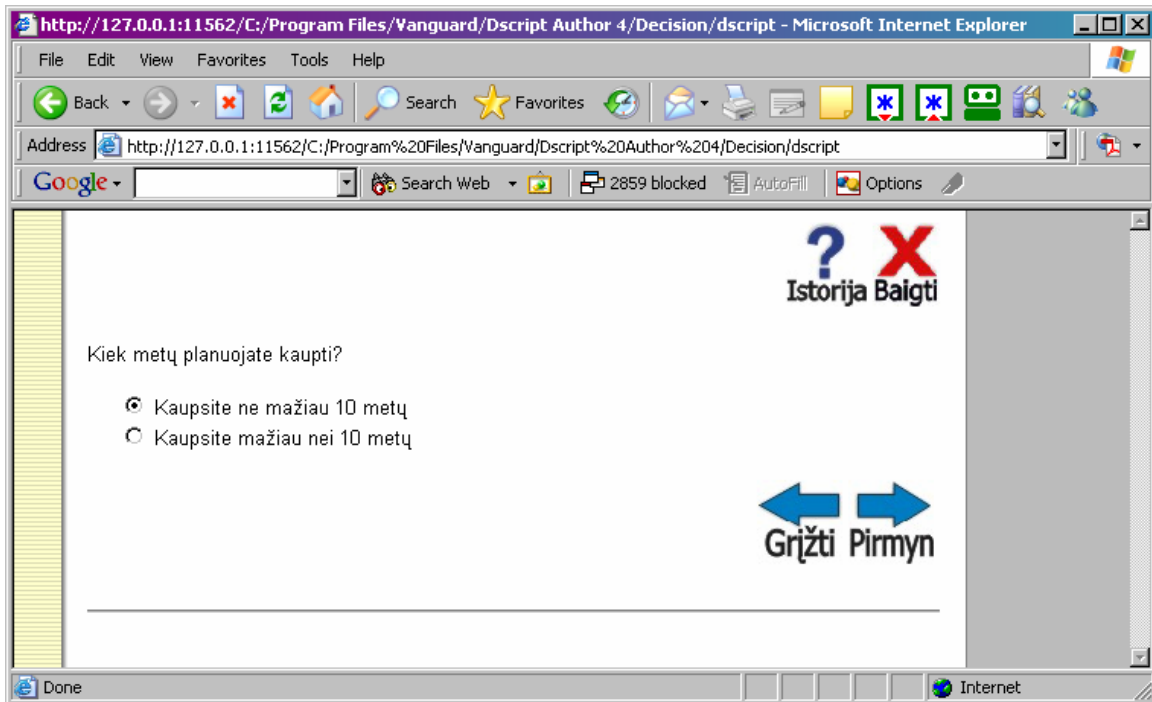 http://127.0.0.1:11562/C:/Program Files/Vanguard/Dscript Author 4/Decision/dscript - Microsoft Internet Explorer
File Edit View Favorites Tools Help
Back Search Favorites
Address http://127.0.0.1:11562/C:/Program%20Files/Vanguard/Dscript%20Author%204/Decision/dscript
Google Search Web 2859 blocked AutoFill Options
? X
Istorija Baigti
Kiek metų planuojate kaupti?
Kaupsite ne mažiau 10 metų
Kaupsite mažiau nei 10 metų
Grįžti Pirmyn
Done Internet